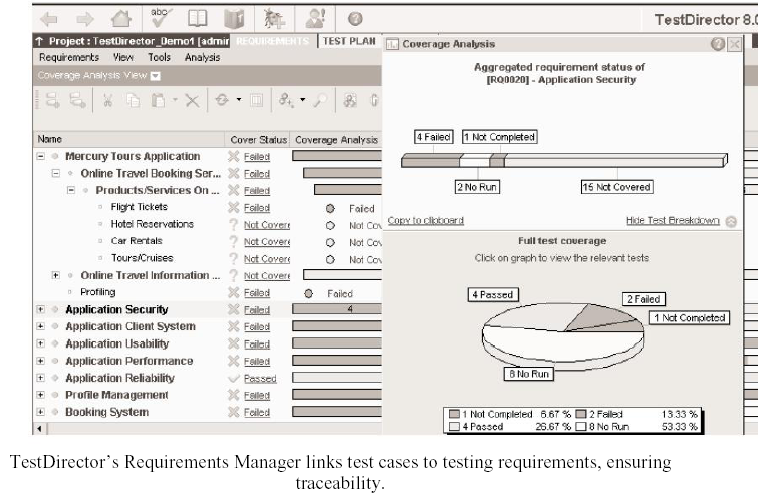 abc
TestDirector 8.0
Project : TestDirector_Demo1 [admin
REQUIREMENTS
TEST PLAN
Requirements View Tools Analysis
Coverage Analysis View
Name Cover Status Coverage Analysis
Mercury Tours Application Failed
Online Travel Booking Ser... Failed
Products/Services On ... Failed
Flight Tickets Failed Failed
Hotel Reservations Not Covere Not Cov
Car Rentals Not Covere Not Cov
Tours/Cruises Not Covere Not Cov
Online Travel Information ... Not Covere
Profiling Failed Failed
Application Security Failed 4
Application Client System Failed
Application Usability Failed
Application Performance Failed
Application Reliability Passed
Profile Management Failed
Booking System Failed
Coverage Analysis
Aggregated requirement status of
[RQ0020] - Application Security
4 Failed 1 Not Completed
2 No Run 15 Not Covered
Copy to clipboard Hide Test Breakdown
Full test coverage
Click on graph to view the relevant tests
4 Passed
2 Failed
1 Not Completed
8 No Run
1 Not Completed 6.67 % 2 Failed 13.33 %
4 Passed 26.67 % 8 No Run 53.33 %
TestDirector’s Requirements Manager links test cases to testing requirements, ensuring
traceability.